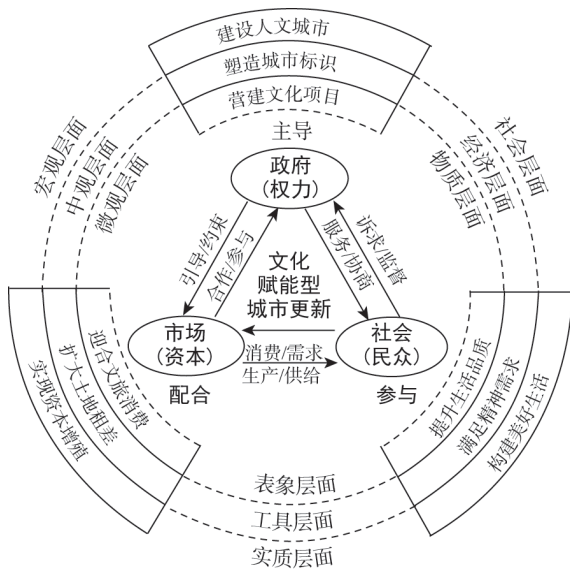 建设人文城市
塑造城市标识
营建文化项目
主导
政府
(权力)
宏观层面
中观层面
微观层面
社会层面
经济层面
物质层面
引导/约束
合作/参与
服务/协商
诉求/监督
文化
赋能型
城市更新
市场
(资本)
配合
消费/需求
生产/供给
社会
(民众)
参与
迎合文旅消费
扩大土地租差
实现资本增殖
提升生活品质
满足精神需求
构建美好生活
表象层面
工具层面
实质层面